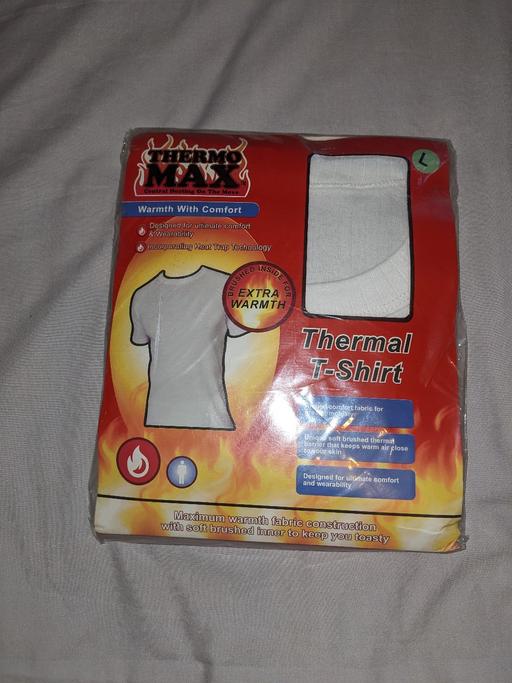 THERMO
MAX
Central Heating On The Move
L
Warmth With Comfort
Designed for ultimate comfort
& Wearability
Incorporating Heat Trap Technology
BRUSHED INSIDE FOR
EXTRA
WARMTH
Thermal
T-Shirt
comfort fabric for
Unique soft brushed thermal
barrier that keeps warm air close
to your skin
Designed for ultimate comfort
and wearability
Maximum warmth fabric construction
with soft brushed inner to keep you toasty